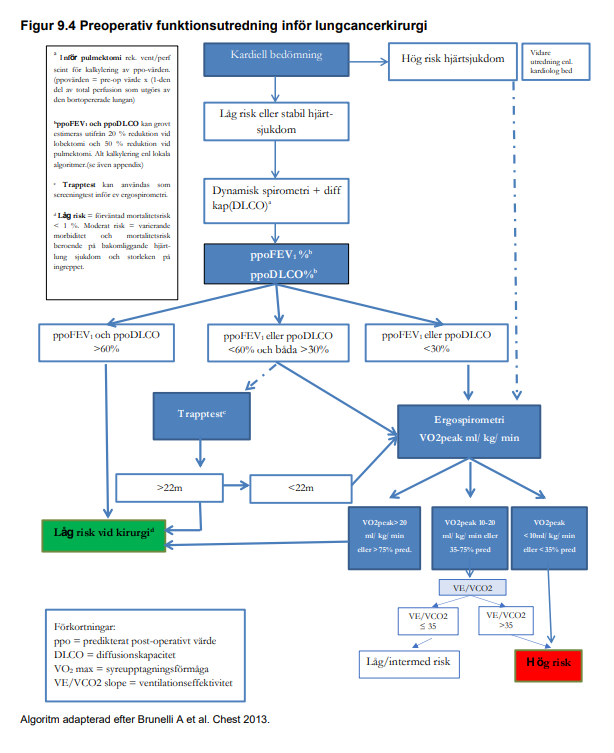 Figur 9.4 Preoperativ funktionsutredning inför lungcancerkirurgi
a Inför pulmektomi rek. vent/perf
scint för kalkylering av ppo-värden.
(ppovärden = pre-op värde x (1-den
del av total perfusion som utgörs av
den bortopererade lungan)
bppoFEV1 och ppoDLCO kan grovt
estimeras utifrån 20 % reduktion vid
lobektomi och 50 % reduktion vid
pulmektomi. Alt kalkylering enl lokala
algoritmer.(se även appendix)
c Trapptest kan användas som
screeningtest inför ev ergospirometri.
d Låg risk = förväntad mortalitetsrisk
< 1 %. Moderat risk = varierande
morbiditet och mortalitetsrisk
beroende på bakomliggande hjärt-
lung sjukdom och storleken på
ingreppet.
Kardiell bedömning
Hög risk hjärtsjukdom
Vidare
utredning enl.
kardiolog bed
Låg risk eller stabil hjärt-
sjukdom
Dynamisk spirometri + diff
kap(DLCO)a
ppoFEV1 %b
ppoDLCO%b
ppoFEV1 och ppoDLCO
>60%
ppoFEV1 eller ppoDLCO
<60% och båda >30%
ppoFEV1 eller ppoDLCO
<30%
Trapptestc
Ergospirometri
VO2peak ml/ kg/ min
>22m
<22m
Låg risk vid kirurgid
VO2peak> 20
ml/ kg/ min
eller > 75% pred.
VO2peak 10-20
ml/ kg/ min eller
35-75% pred
VO2peak
<10ml/ kg/ min
eller < 35% pred
VE/VCO2
VE/VCO2
≤ 35
VE/VCO2
>35
Låg/intermed risk
Hög risk
Förkortningar:
ppo = predikterat post-operativt värde
DLCO = diffusionskapacitet
VO2 max = syreupptagningsförmåga
VE/VCO2 slope = ventilationseffektivitet
Algoritm adapterad efter Brunelli A et al. Chest 2013.